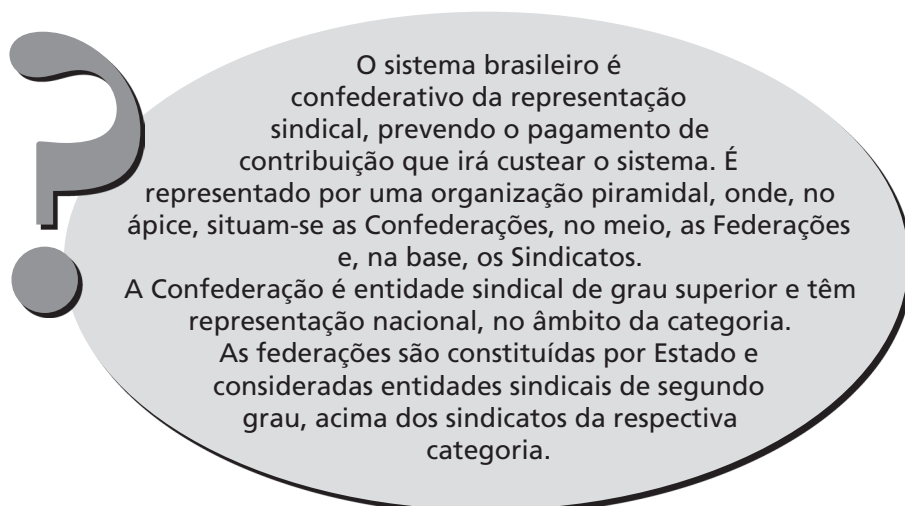 O sistema brasileiro é
confederativo da representação
sindical, prevendo o pagamento de
contribuição que irá custear o sistema. É
representado por uma organização piramidal, onde, no
ápice, situam-se as Confederações, no meio, as Federações
e, na base, os Sindicatos.
A Confederação é entidade sindical de grau superior e têm
representação nacional, no âmbito da categoria.
As federações são constituídas por Estado e
consideradas entidades sindicais de segundo
grau, acima dos sindicatos da respectiva
categoria.